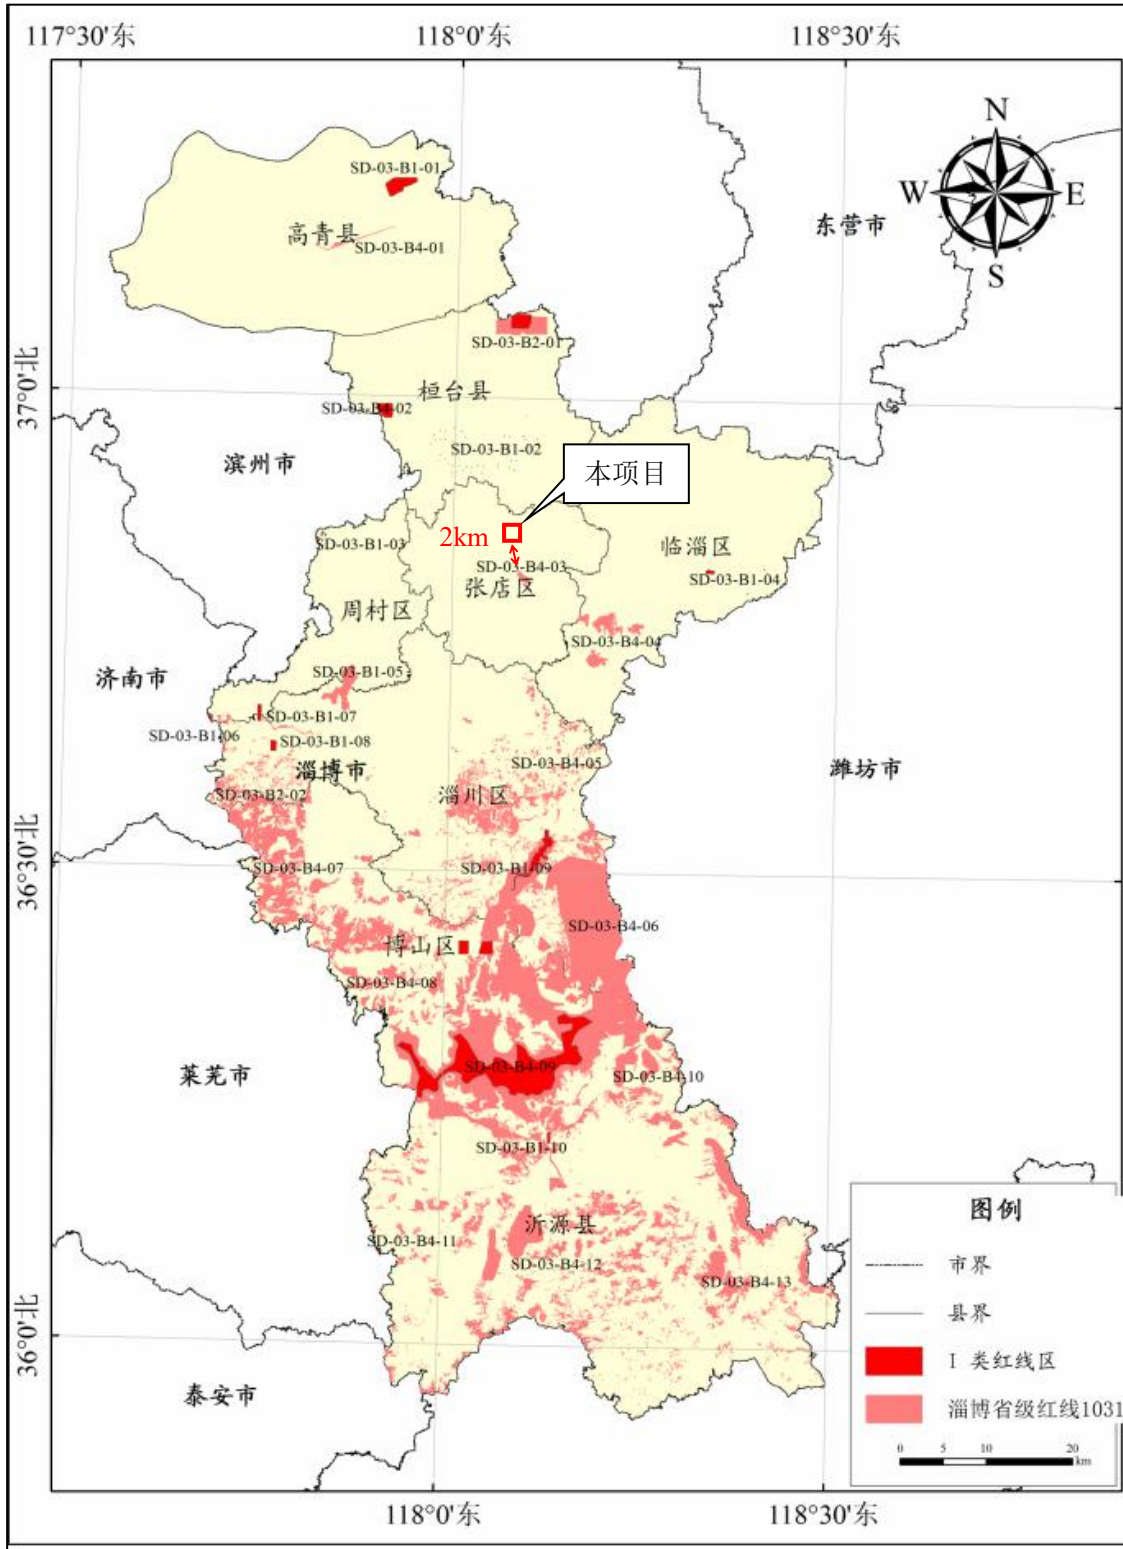 117°30'东
118°0'东
118°30'东
N
W
E
S
SD-03-B1-01
高青县
SD-03-B4-01
东营市
SD-03-B2-01
37°0'北
桓台县
SD-03-B4-02
SD-03-B1-02
滨州市
本项目
2km
SD-03-B1-03
临淄区
SD-03-B4-03
SD-03-B1-04
张店区
周村区
SD-03-B4-04
SD-03-B1-05
济南市
SD-03-B1-07
SD-03-B1-06
SD-03-B1-08
SD-03-B4-05
淄博市
潍坊市
SD-03-B2-02
淄川区
36°30'北
SD-03-B4-07
SD-03-B1-09
SD-03-B4-06
博山区
SD-03-B4-08
莱芜市
SD-03-B4-09
SD-03-B4-10
SD-03-B1-10
沂源县
SD-03-B4-11
SD-03-B4-12
SD-03-B4-13
36°0'北
泰安市
图例
市界
县界
I 类红线区
淄博省级红线1031
0 5 10 20
km
118°0'东
118°30'东